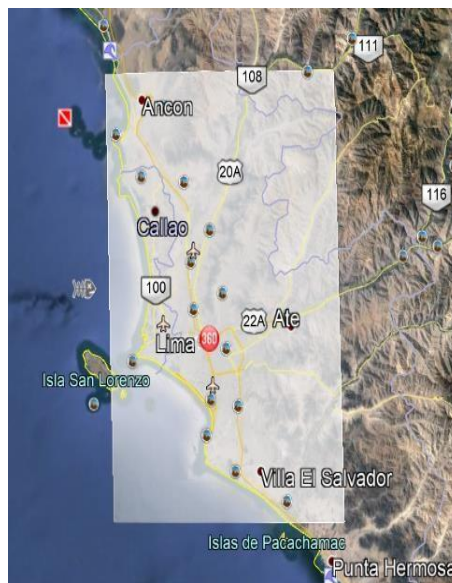 111
108
Ancon
20A
116
Callao
100
22A
Ate
Lima
360
Isla San Lorenzo
Villa El Salvador
Islas de Pacachamac
Punta Hermosa